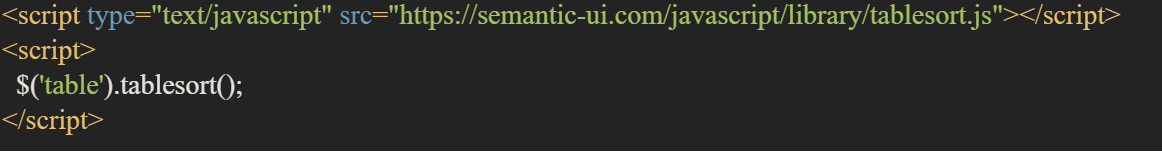 <script type="text/javascript" src="https://semantic-ui.com/javascript/library/tablesort.js"></script>
<script>
  $('table').tablesort();
</script>